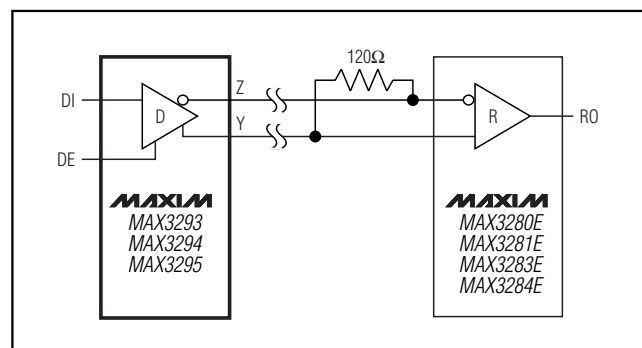 120Ω
DI
Z
D
Y
R
RO
DE
MAXIM
MAX3293
MAX3294
MAX3295
MAXIM
MAX3280E
MAX3281E
MAX3283E
MAX3284E